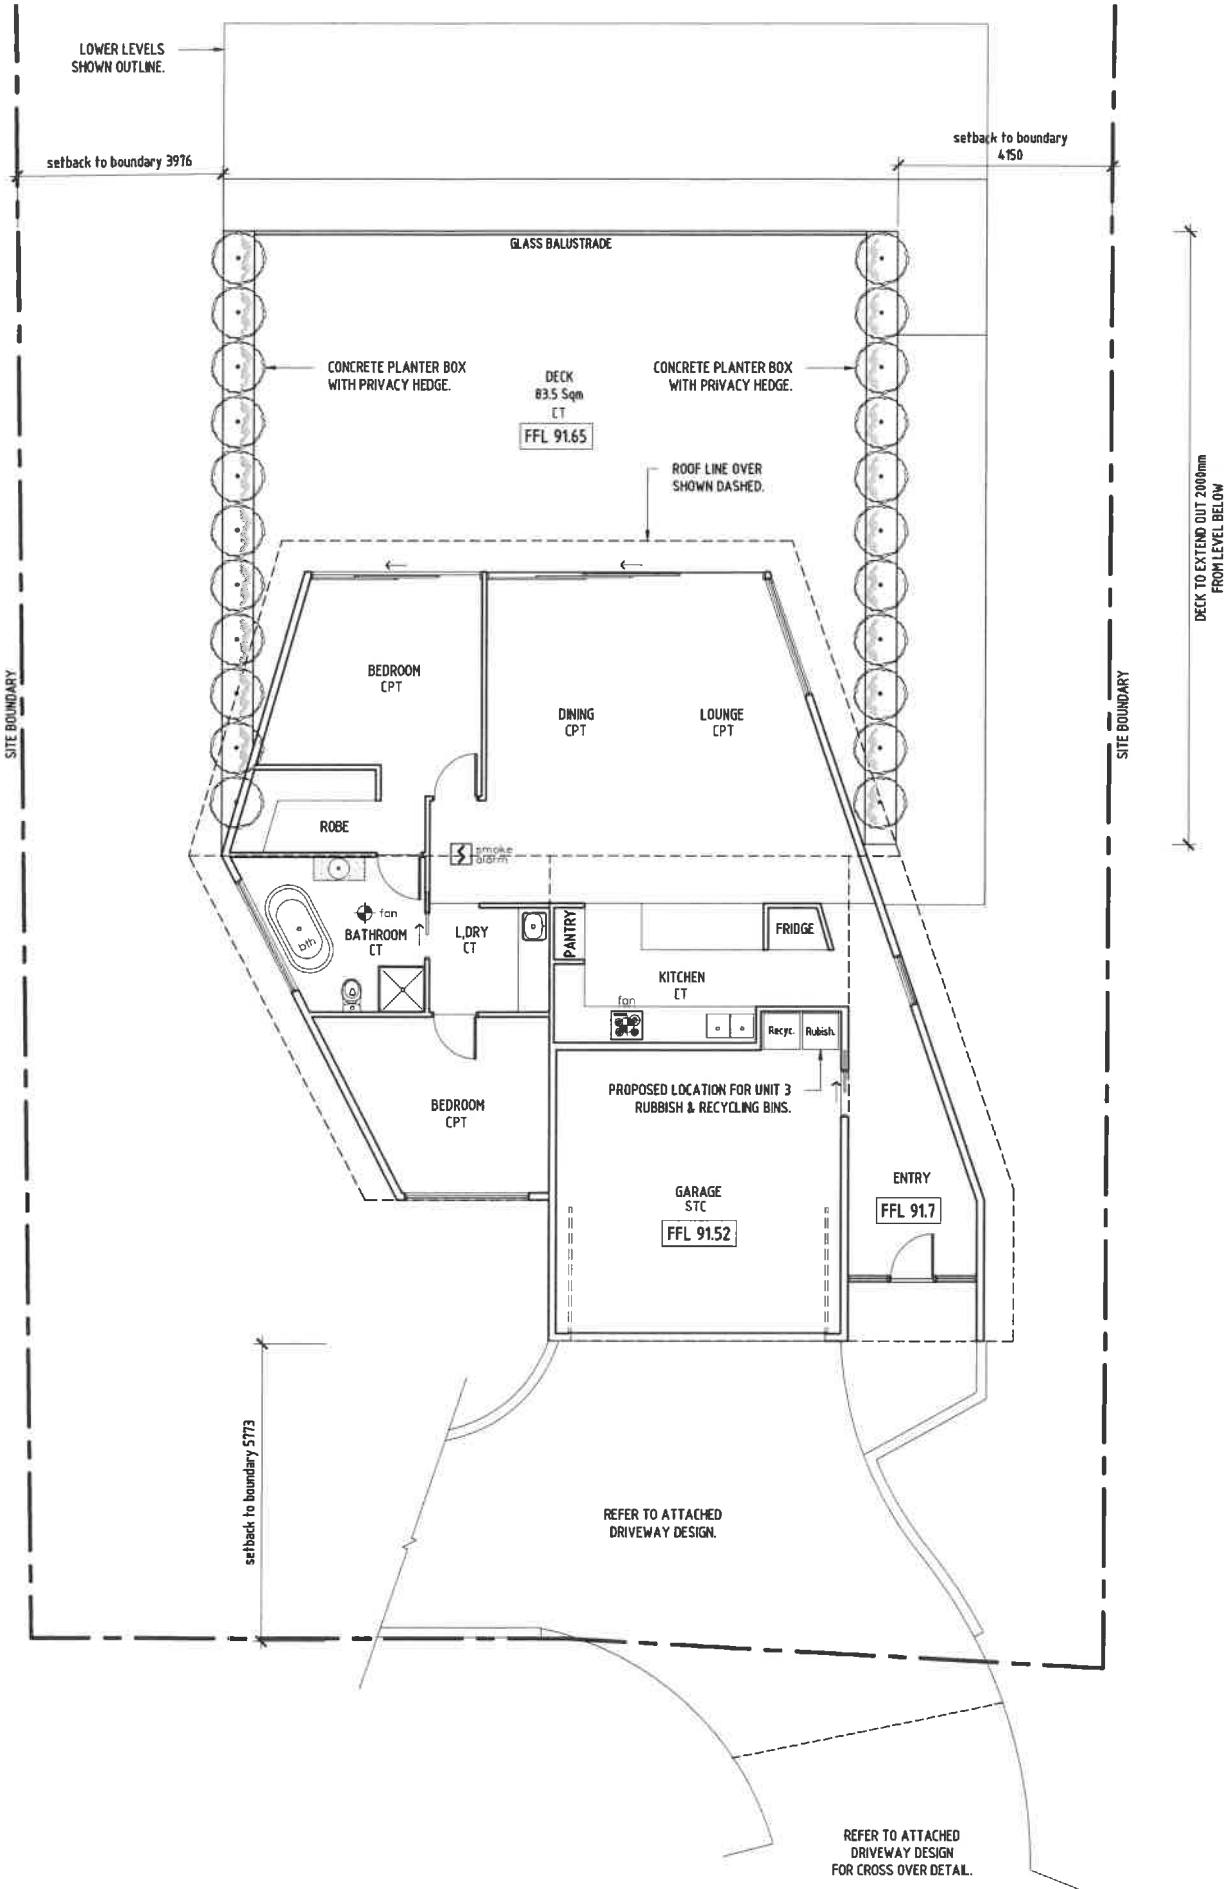 LOWER LEVELS
SHOWN OUTLINE.
setback to boundary 3976
setback to boundary
4150
GLASS BALUSTRADE
CONCRETE PLANTER BOX
WITH PRIVACY HEDGE.
CONCRETE PLANTER BOX
WITH PRIVACY HEDGE.
DECK
83.5 Sqm
CT
FFL 91.65
ROOF LINE OVER
SHOWN DASHED.
DECK TO EXTEND OUT 2000mm
FROM LEVEL BELOW
SITE BOUNDARY
SITE BOUNDARY
BEDROOM
CPT
DINING
CPT
LOUNGE
CPT
ROBE
smoke
alarm
fan
bth
BATHROOM
CT
L,DRY
CT
PANTRY
FRIDGE
KITCHEN
CT
fan
Recyc.
Rubish.
PROPOSED LOCATION FOR UNIT 3
RUBBISH & RECYCLING BINS.
BEDROOM
CPT
GARAGE
STC
FFL 91.52
ENTRY
FFL 91.7
setback to boundary 5773
REFER TO ATTACHED
DRIVEWAY DESIGN.
REFER TO ATTACHED
DRIVEWAY DESIGN
FOR CROSS OVER DETAIL.